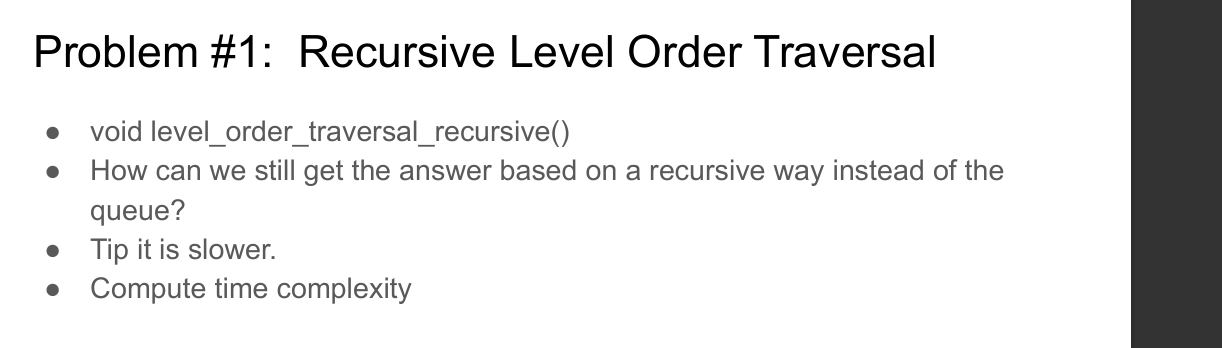 Problem #1:  Recursive Level Order Traversal
● void level_order_traversal_recursive()
● How can we still get the answer based on a recursive way instead of the
queue?
● Tip it is slower.
● Compute time complexity